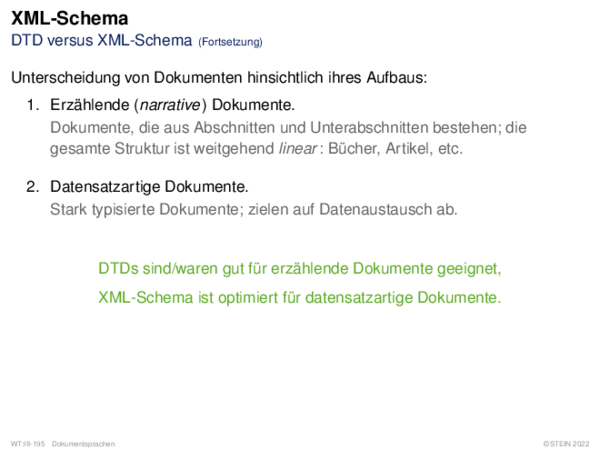 XML-Schema
DTD versus XML-Schema (Fortsetzung)
Unterscheidung von Dokumenten hinsichtlich ihres Aufbaus:
1. Erzählende (narrative) Dokumente.
Dokumente, die aus Abschnitten und Unterabschnitten bestehen; die
gesamte Struktur ist weitgehend linear: Bücher, Artikel, etc.
2. Datensatzartige Dokumente.
Stark typisierte Dokumente; zielen auf Datenaustausch ab.
DTDs sind/waren gut für erzählende Dokumente geeignet,
XML-Schema ist optimiert für datensatzartige Dokumente.
WT:III-195 Dokumentsprachen
©STEIN 2022